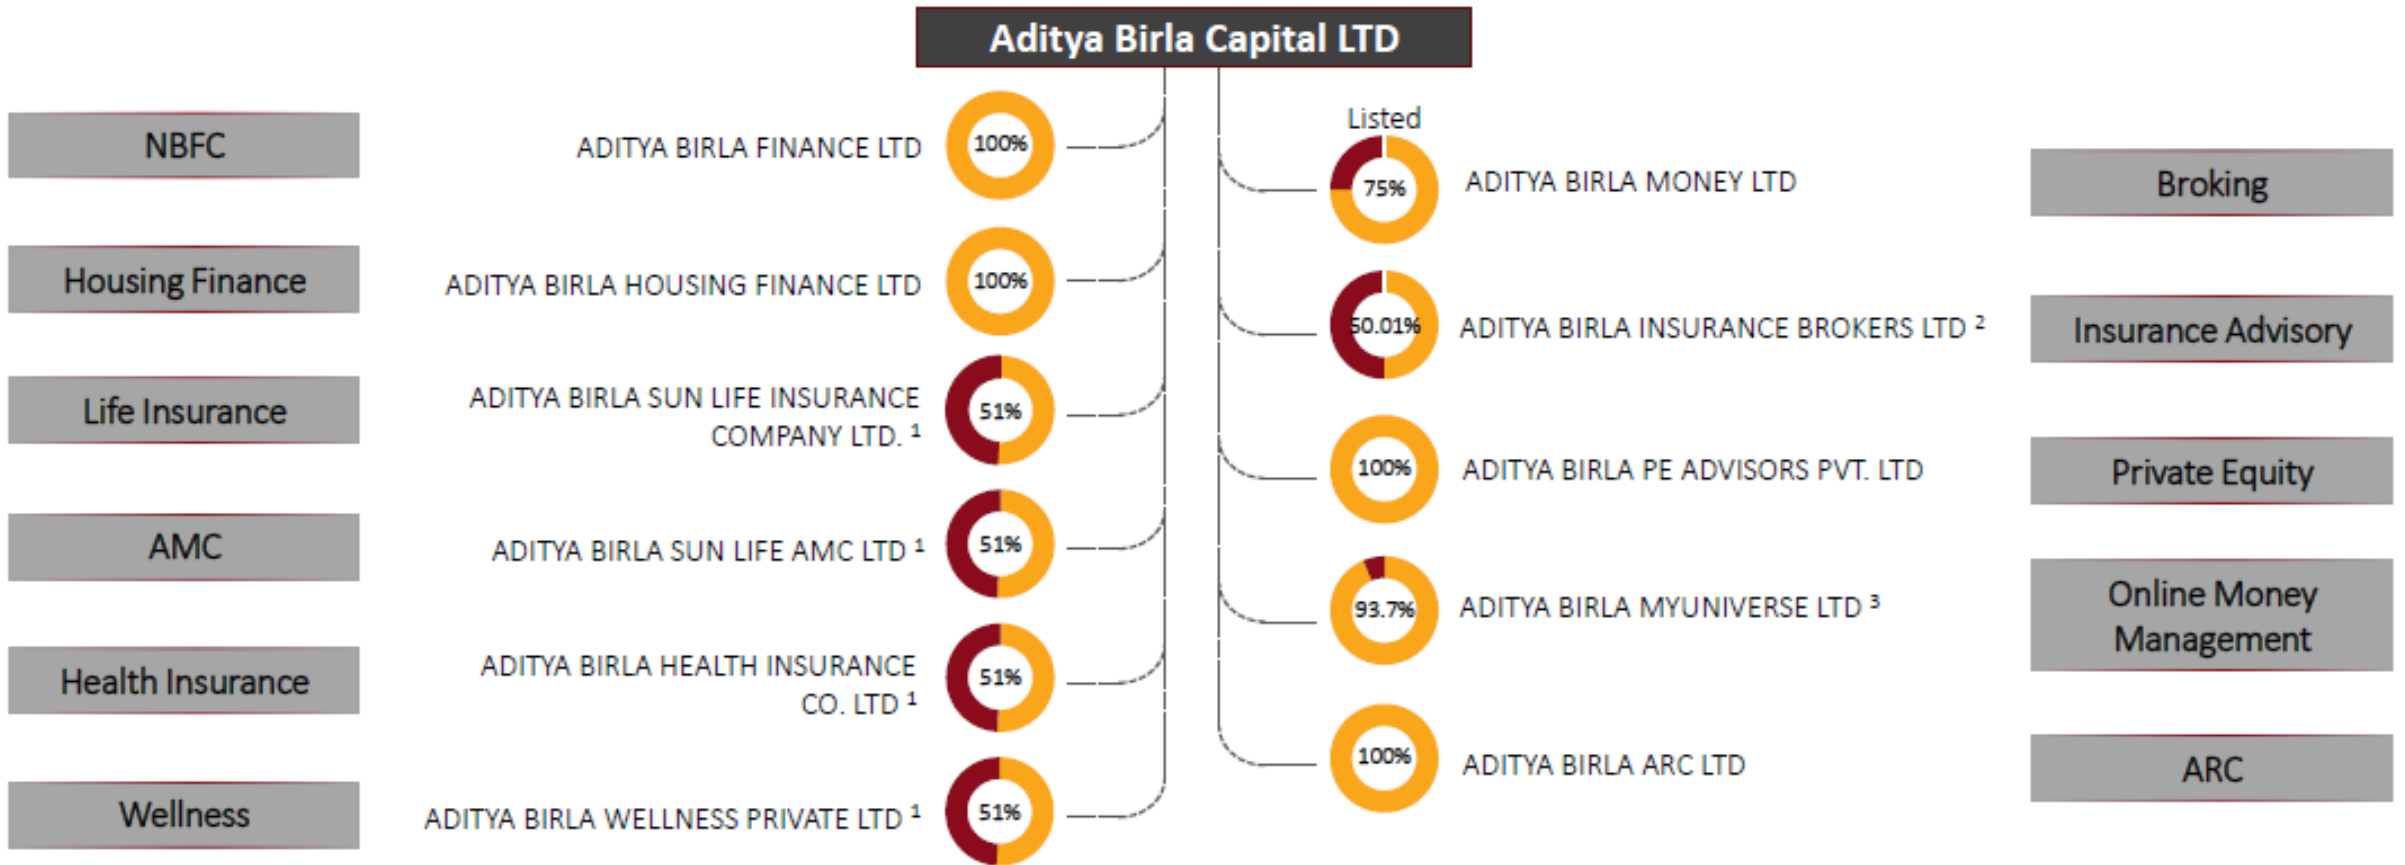 Aditya Birla Capital LTD
NBFC
ADITYA BIRLA FINANCE LTD
100%
Housing Finance
ADITYA BIRLA HOUSING FINANCE LTD
100%
Life Insurance
ADITYA BIRLA SUN LIFE INSURANCE
COMPANY LTD. ¹
51%
AMC
ADITYA BIRLA SUN LIFE AMC LTD ¹
51%
Health Insurance
ADITYA BIRLA HEALTH INSURANCE
CO. LTD ¹
51%
Wellness
ADITYA BIRLA WELLNESS PRIVATE LTD ¹
51%
Listed
75%
ADITYA BIRLA MONEY LTD
Broking
50.01%
ADITYA BIRLA INSURANCE BROKERS LTD ²
Insurance Advisory
100%
ADITYA BIRLA PE ADVISORS PVT. LTD
Private Equity
93.7%
ADITYA BIRLA MYUNIVERSE LTD ³
Online Money
Management
100%
ADITYA BIRLA ARC LTD
ARC